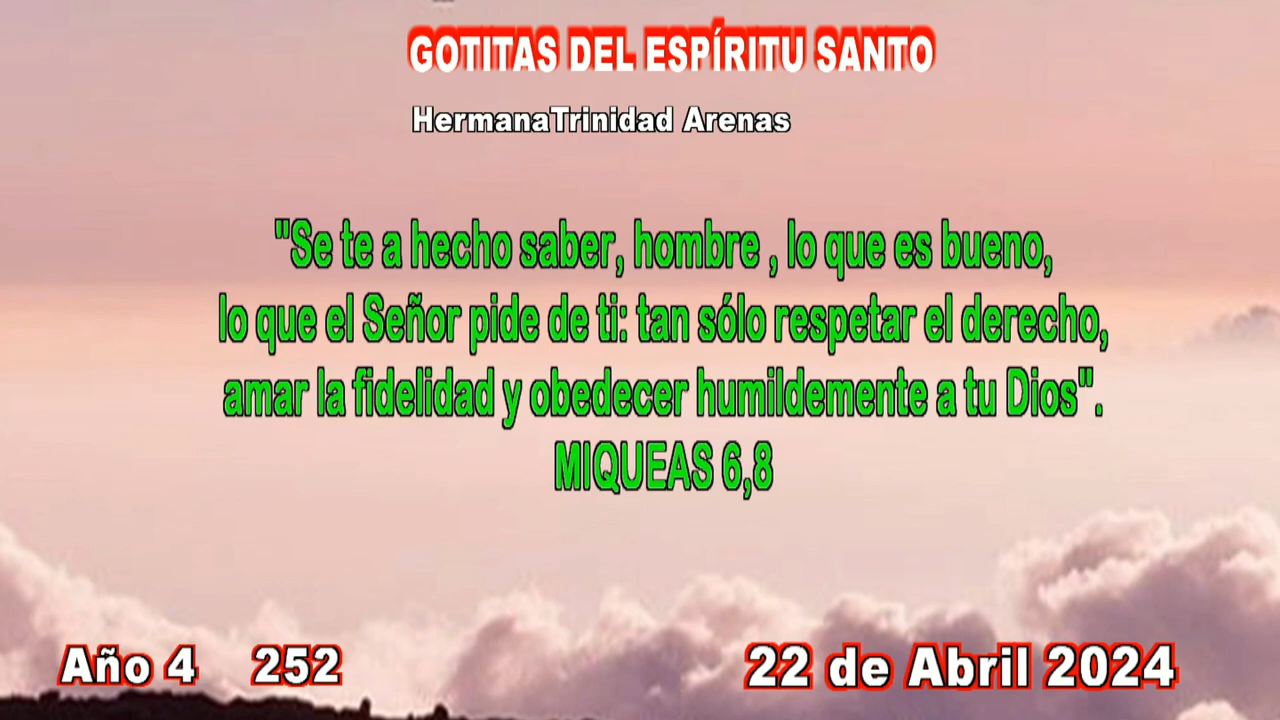 GOTITAS DEL ESPÍRITU SANTO
HermanaTrinidad Arenas
"Se te a hecho saber, hombre , lo que es bueno,
lo que el Señor pide de ti: tan sólo respetar el derecho,
amar la fidelidad y obedecer humildemente a tu Dios".
MIQUEAS 6,8
Año 4 252
22 de Abril 2024